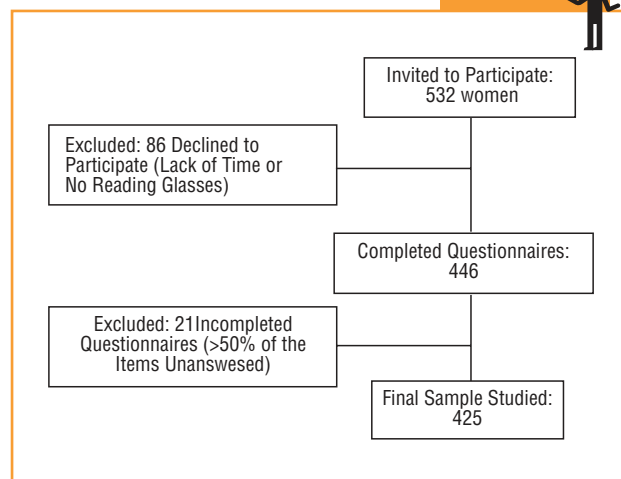 Invited to Participate:
532 women
Excluded: 86 Declined to
Participate (Lack of Time or
No Reading Glasses)
Completed Questionnaires:
446
Excluded: 21Incompleted
Questionnaires (>50% of the
Items Unanswesed)
Final Sample Studied:
425